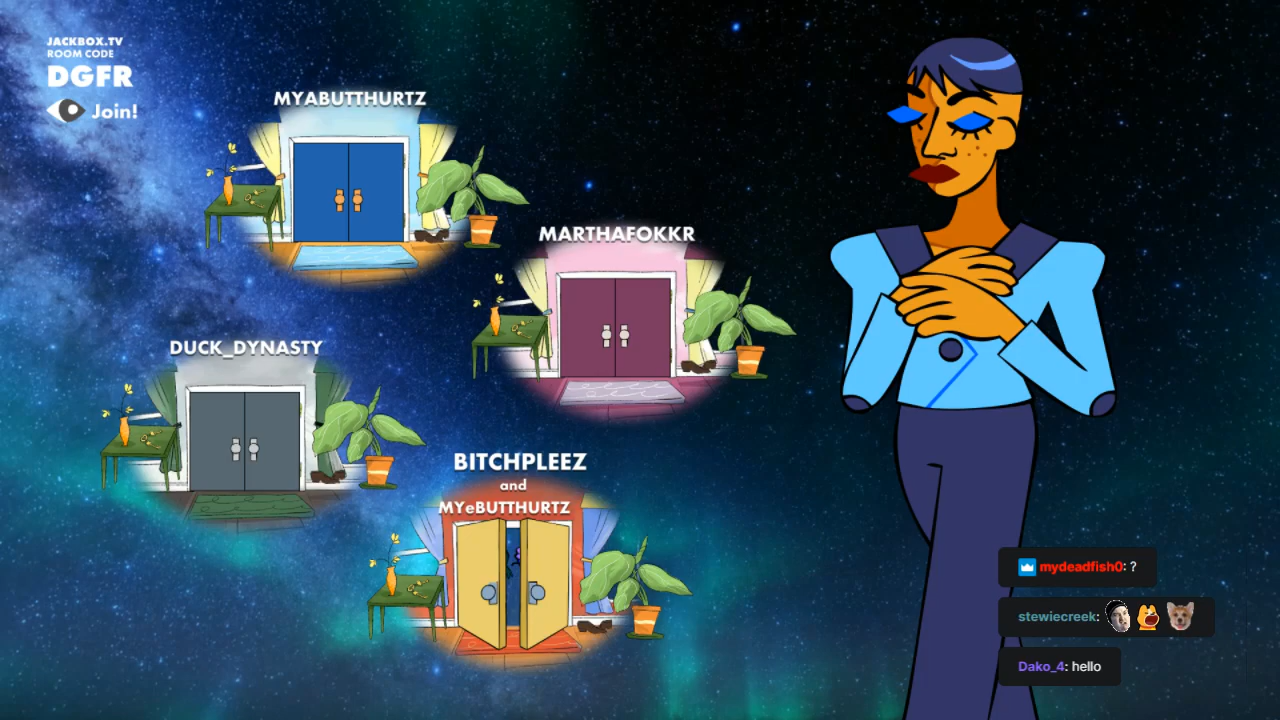 JACKBOX.TV
ROOM CODE
DGFR
Join!
MYABUTTHURTZ
MARTHAFOKKR
DUCK_DYNASTY
BITCHPLEEZ
and
MYeBUTTHURTZ
mydeadfish0: ?
stewiecreek:
Dako_4: hello